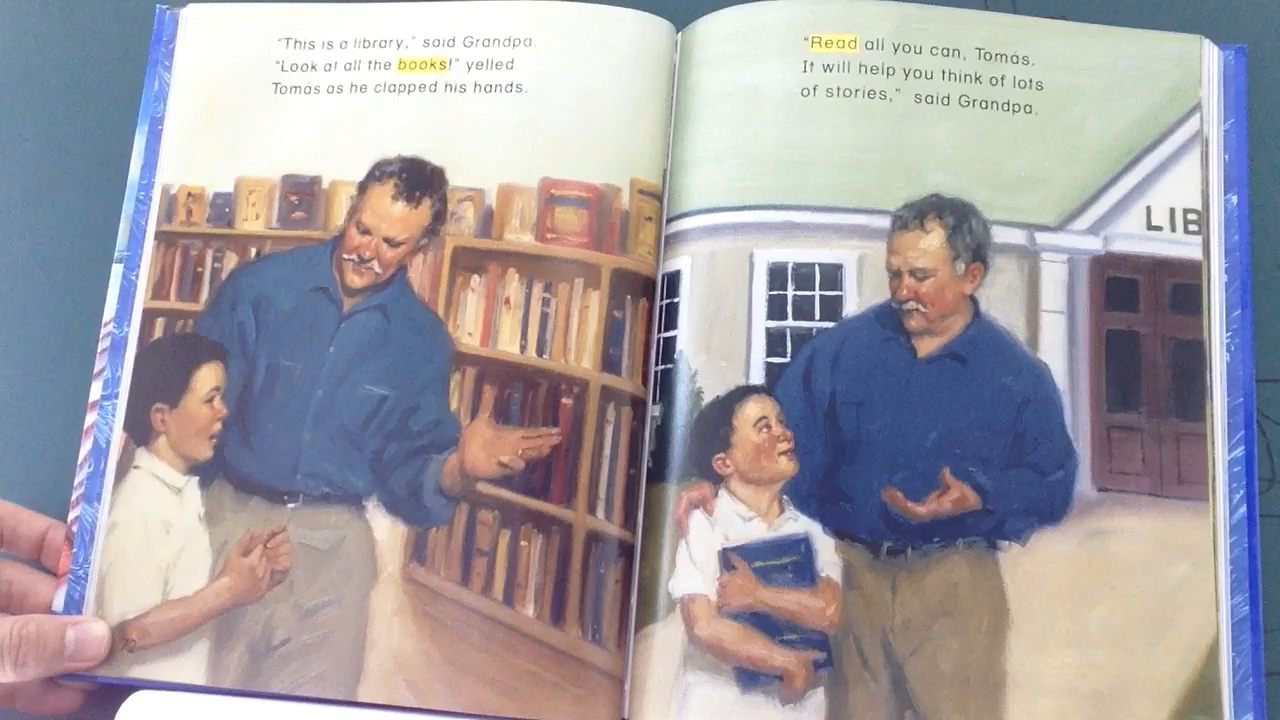 "This is a library," said Grandpa.
"Look at all the books!" yelled
Tomás as he clapped his hands.
"Read all you can, Tomás.
It will help you think of lots
of stories," said Grandpa.
LIB
72